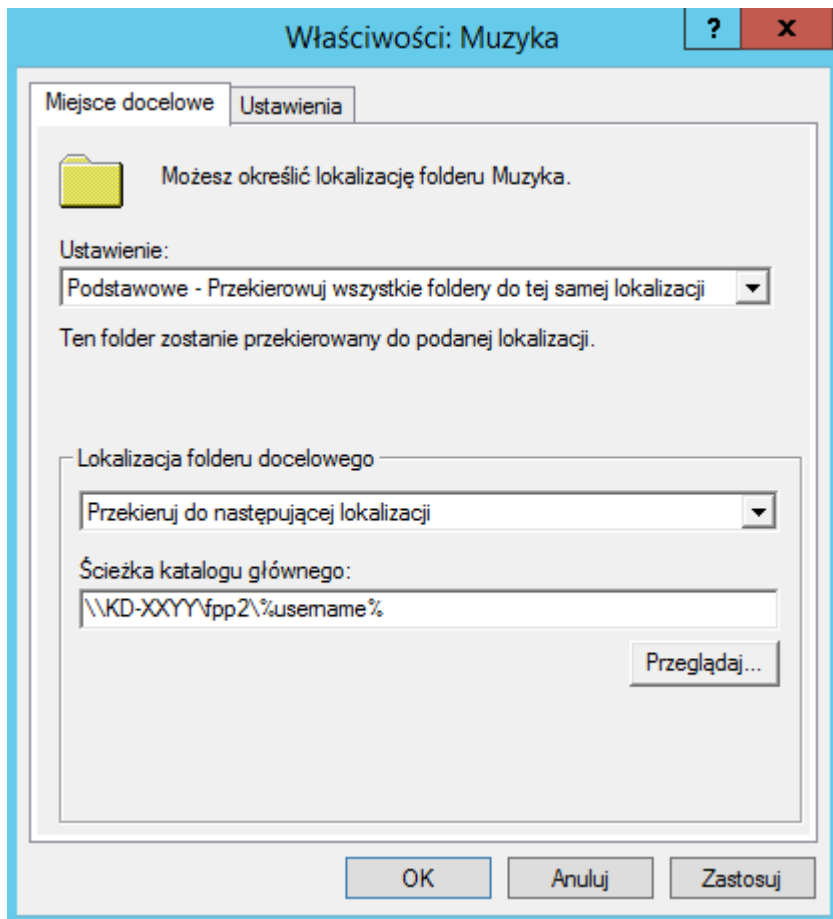 Właściwości: Muzyka
?
x
Miejsce docelowe
Ustawienia
Możesz określić lokalizację folderu Muzyka.
Ustawienie:
Podstawowe - Przekierowuj wszystkie foldery do tej samej lokalizacji
Ten folder zostanie przekierowany do podanej lokalizacji.
Lokalizacja folderu docelowego
Przekieruj do następującej lokalizacji
Ścieżka katalogu głównego:
\\KD-XXYY\fpp2\%username%
Przeglądaj...
OK
Anuluj
Zastosuj